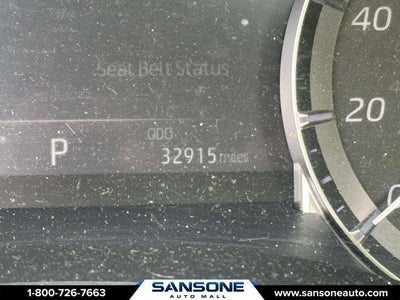 40
Seat Belt Status
20
ODO
P
32915 miles
SANSONE
1-800-726-7663
AUTO MALL
www.sansoneauto.com